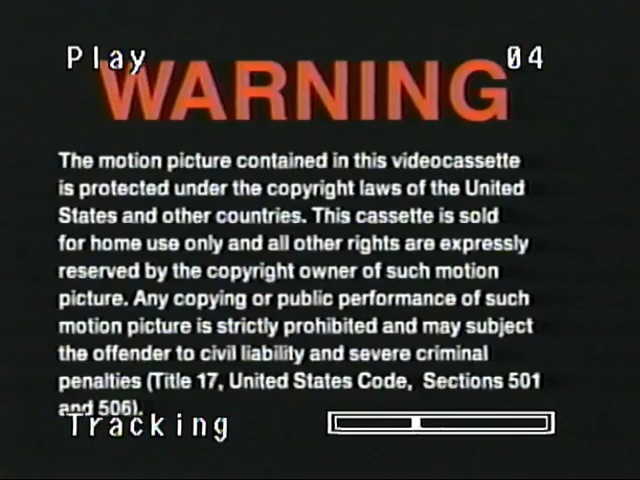 Play 04
WARNING
The motion picture contained in this videocassette
is protected under the copyright laws of the United
States and other countries. This cassette is sold
for home use only and all other rights are expressly
reserved by the copyright owner of such motion
picture. Any copying or public performance of such
motion picture is strictly prohibited and may subject
the offender to civil liability and severe criminal
penalties (Title 17, United States Code, Sections 501
and 506).
Tracking